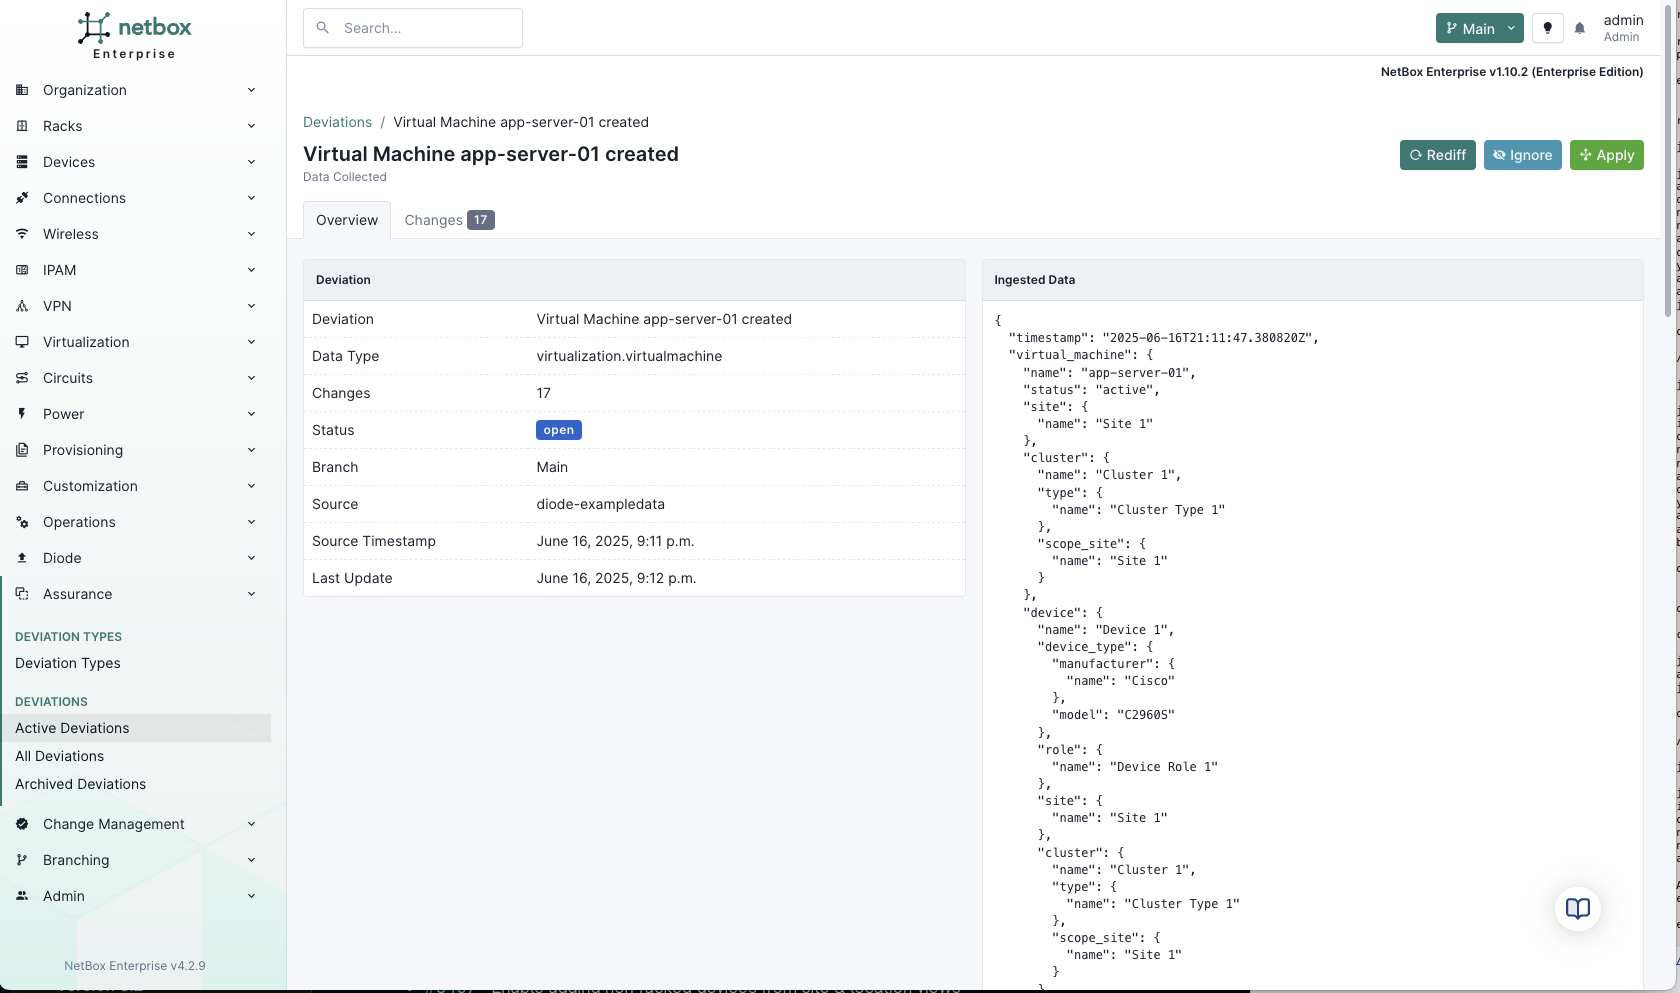 netbox
Enterprise
Search...
Main
admin
Admin
NetBox Enterprise v1.10.2 (Enterprise Edition)
Organization
Racks
Devices
Connections
Wireless
IPAM
VPN
Virtualization
Circuits
Power
Provisioning
Customization
Operations
Diode
Assurance
DEVIATION TYPES
Deviation Types
DEVIATIONS
Active Deviations
All Deviations
Archived Deviations
Change Management
Branching
Admin
NetBox Enterprise v4.2.9
Deviations / Virtual Machine app-server-01 created
Virtual Machine app-server-01 created
Data Collected
Rediff
Ignore
Apply
Overview
Changes 17
Deviation
Deviation Virtual Machine app-server-01 created
Data Type virtualization.virtualmachine
Changes 17
Status open
Branch Main
Source diode-exampledata
Source Timestamp June 16, 2025, 9:11 p.m.
Last Update June 16, 2025, 9:12 p.m.
Ingested Data
{
"timestamp": "2025-06-16T21:11:47.380820Z",
"virtual_machine": {
"name": "app-server-01",
"status": "active",
"site": {
"name": "Site 1"
},
"cluster": {
"name": "Cluster 1",
"type": {
"name": "Cluster Type 1"
},
"scope_site": {
"name": "Site 1"
}
},
"device": {
"name": "Device 1",
"device_type": {
"manufacturer": {
"name": "Cisco"
},
"model": "C2960S"
},
"role": {
"name": "Device Role 1"
},
"site": {
"name": "Site 1"
},
"cluster": {
"name": "Cluster 1",
"type": {
"name": "Cluster Type 1"
},
"scope_site": {
"name": "Site 1"
}